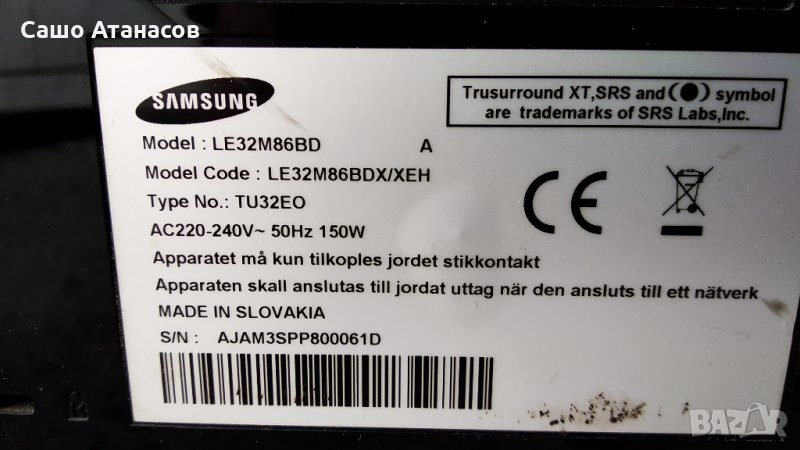 Сашо Атанасов
SAMSUNG
Trusurround XT,SRS and (●) symbol
are trademarks of SRS Labs,Inc.
Model : LE32M86BD A
Model Code : LE32M86BDX/XEH
Type No.: TU32EO
AC220-240V~ 50Hz 150W
Apparatet må kun tilkoples jordet stikkontakt
Apparaten skall anslutas till jordat uttag når den ansluts till ett nätverk
MADE IN SLOVAKIA
S/N : AJAM3SPP800061D
BAZAR